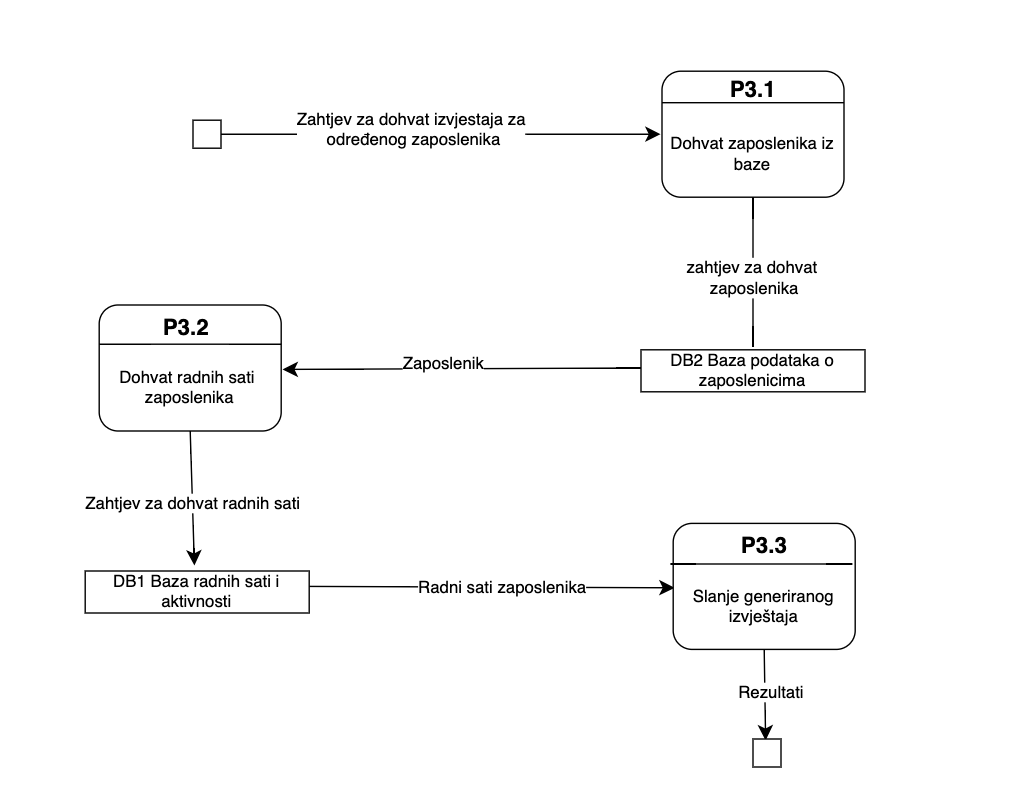 P3.1
Zahtjev za dohvat izvjestaja za
određenog zaposlenika
Dohvat zaposlenika iz
baze
zahtjev za dohvat
zaposlenika
P3.2
Dohvat radnih sati
zaposlenika
Zaposlenik
DB2 Baza podataka o
zaposlenicima
Zahtjev za dohvat radnih sati
DB1 Baza radnih sati i
aktivnosti
Radni sati zaposlenika
P3.3
Slanje generiranog
izvještaja
Rezultati